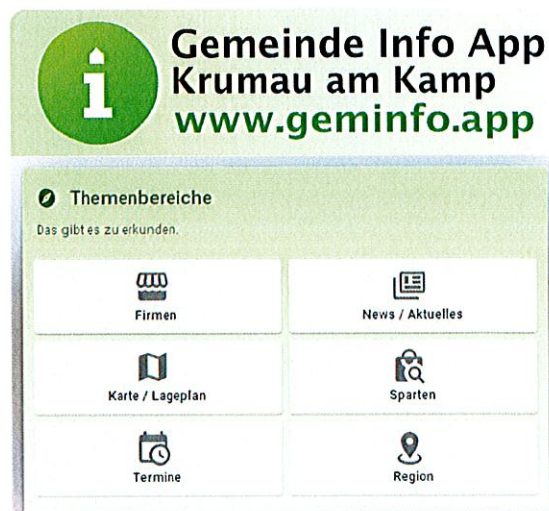 Gemeinde Info App
Krumau am Kamp
www.geminfo.app
Themenbereiche
Das gibt es zu erkunden.
Firmen
News / Aktuelles
Karte / Lageplan
Sparten
Termine
Region